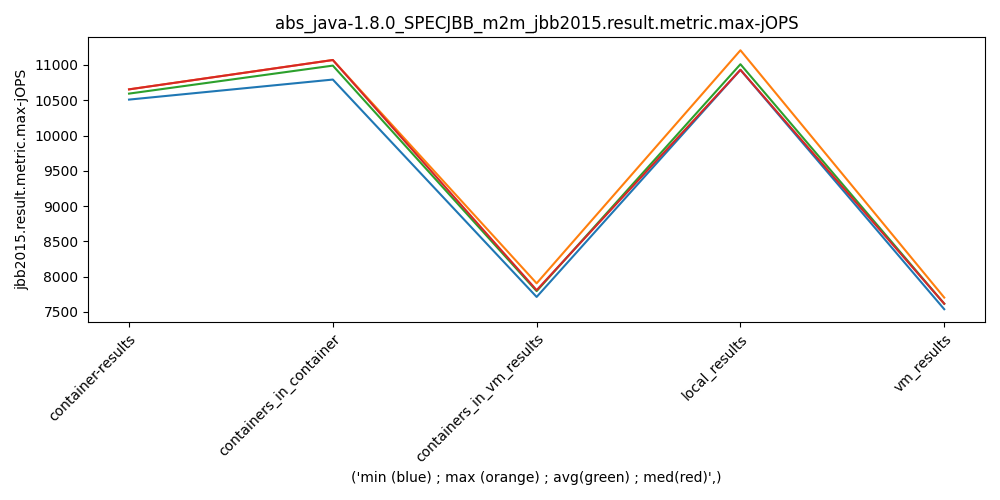 abs_java-1.8.0_SPECJBB_m2m_jbb2015.result.metric.max-jOPS
jbb2015.result.metric.max-jOPS
11000
10500
10000
9500
9000
8500
8000
7500
container-results
containers_in_container
containers_in_vm_results
local_results
vm_results
('min (blue) ; max (orange) ; avg(green) ; med(red)',)